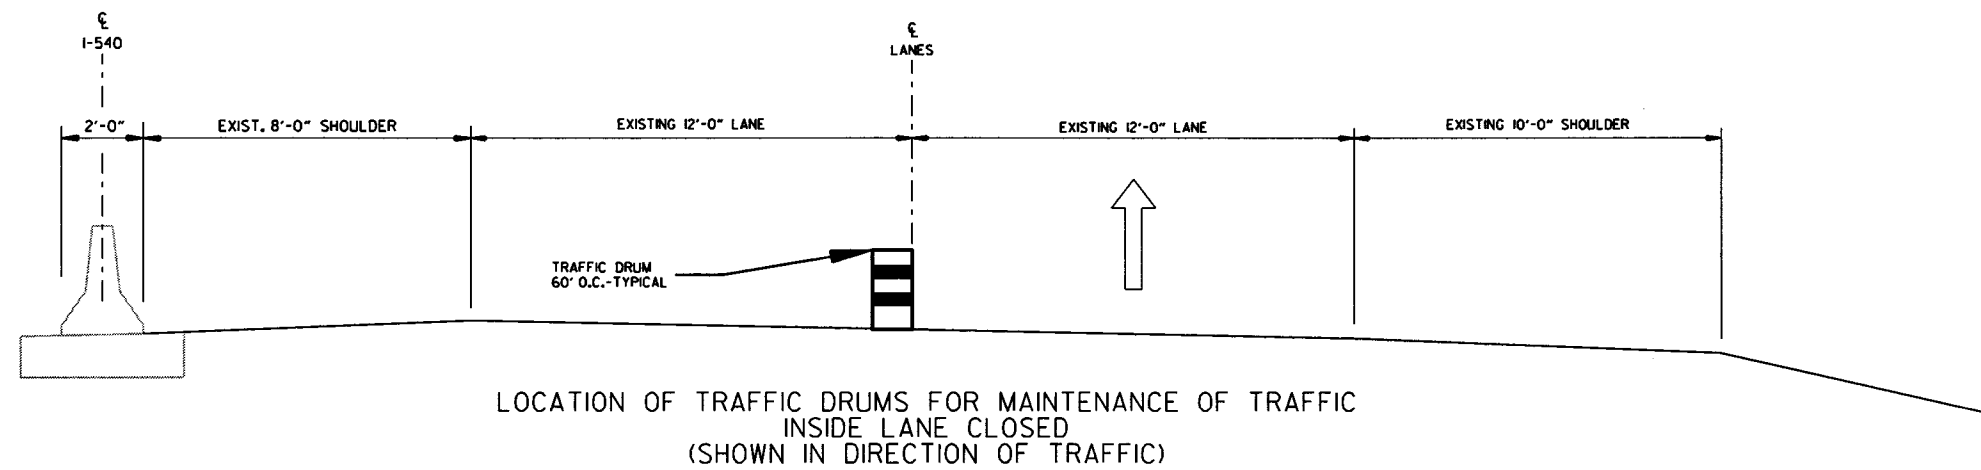 ℄
I-540
℄
LANES
2'-0"
EXIST. 8'-0" SHOULDER
EXISTING 12'-0" LANE
EXISTING 12'-0" LANE
EXISTING 10'-0" SHOULDER
TRAFFIC DRUM
60' O.C.-TYPICAL
LOCATION OF TRAFFIC DRUMS FOR MAINTENANCE OF TRAFFIC
INSIDE LANE CLOSED
(SHOWN IN DIRECTION OF TRAFFIC)